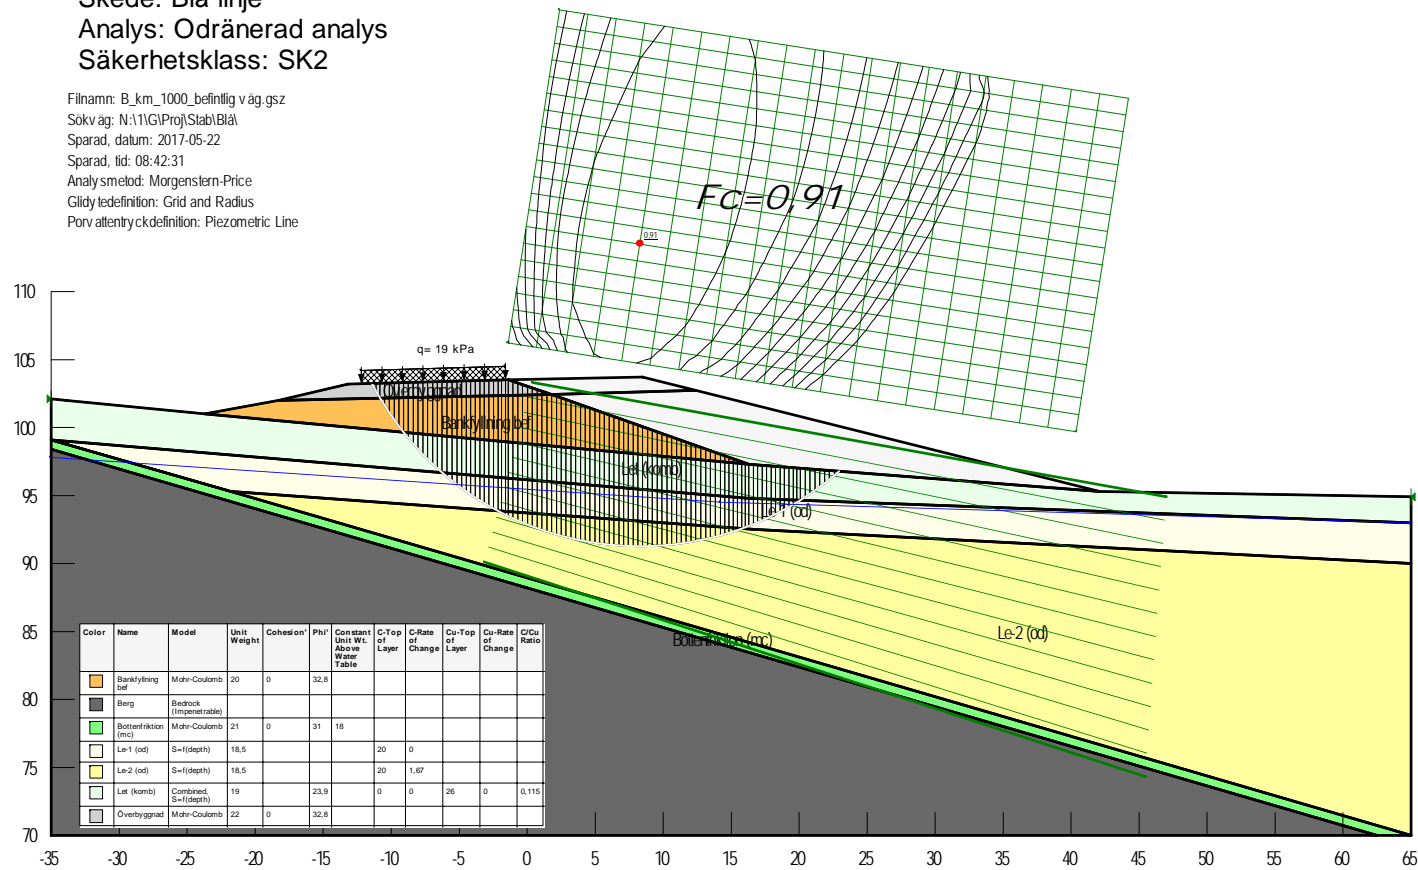 Skede: Blå linje
Analys: Odränerad analys
Säkerhetsklass: SK2
Filnamn: B_km_1000_befintlig väg.gsz
Sökväg: N:\1\G\Proj\Stab\Blå\
Sparad, datum: 2017-05-22
Sparad, tid: 08:42:31
Analysmetod: Morgenstern-Price
Glidytedefinition: Grid and Radius
Porvattentryckdefinition: Piezometric Line
Fc=0,91
0.91
q= 19 kPa
Överbyggnad
Bankfyllning bef
Let (komb)
Le-1 (od)
Le-2 (od)
Bottenfriktion (mc)
110
105
100
95
90
85
80
75
70
-35 -30 -25 -20 -15 -10 -5 0 5 10 15 20 25 30 35 40 45 50 55 60 65
Color Name Model Unit Weight Cohesion' Phi' Constant Unit Wt. Above Water Table C-Top of Layer C-Rate of Change Cu-Top of Layer Cu-Rate of Change C/Cu Ratio
Bankfyllning bef Mohr-Coulomb 20 0 32,8
Berg Bedrock (Impenetrable)
Bottenfriktion (mc) Mohr-Coulomb 21 0 31 18
Le-1 (od) S=f(depth) 18,5 20 0
Le-2 (od) S=f(depth) 18,5 20 1,67
Let (komb) Combined, S=f(depth) 19 23,9 0 0 26 0 0,115
Överbyggnad Mohr-Coulomb 22 0 32,8